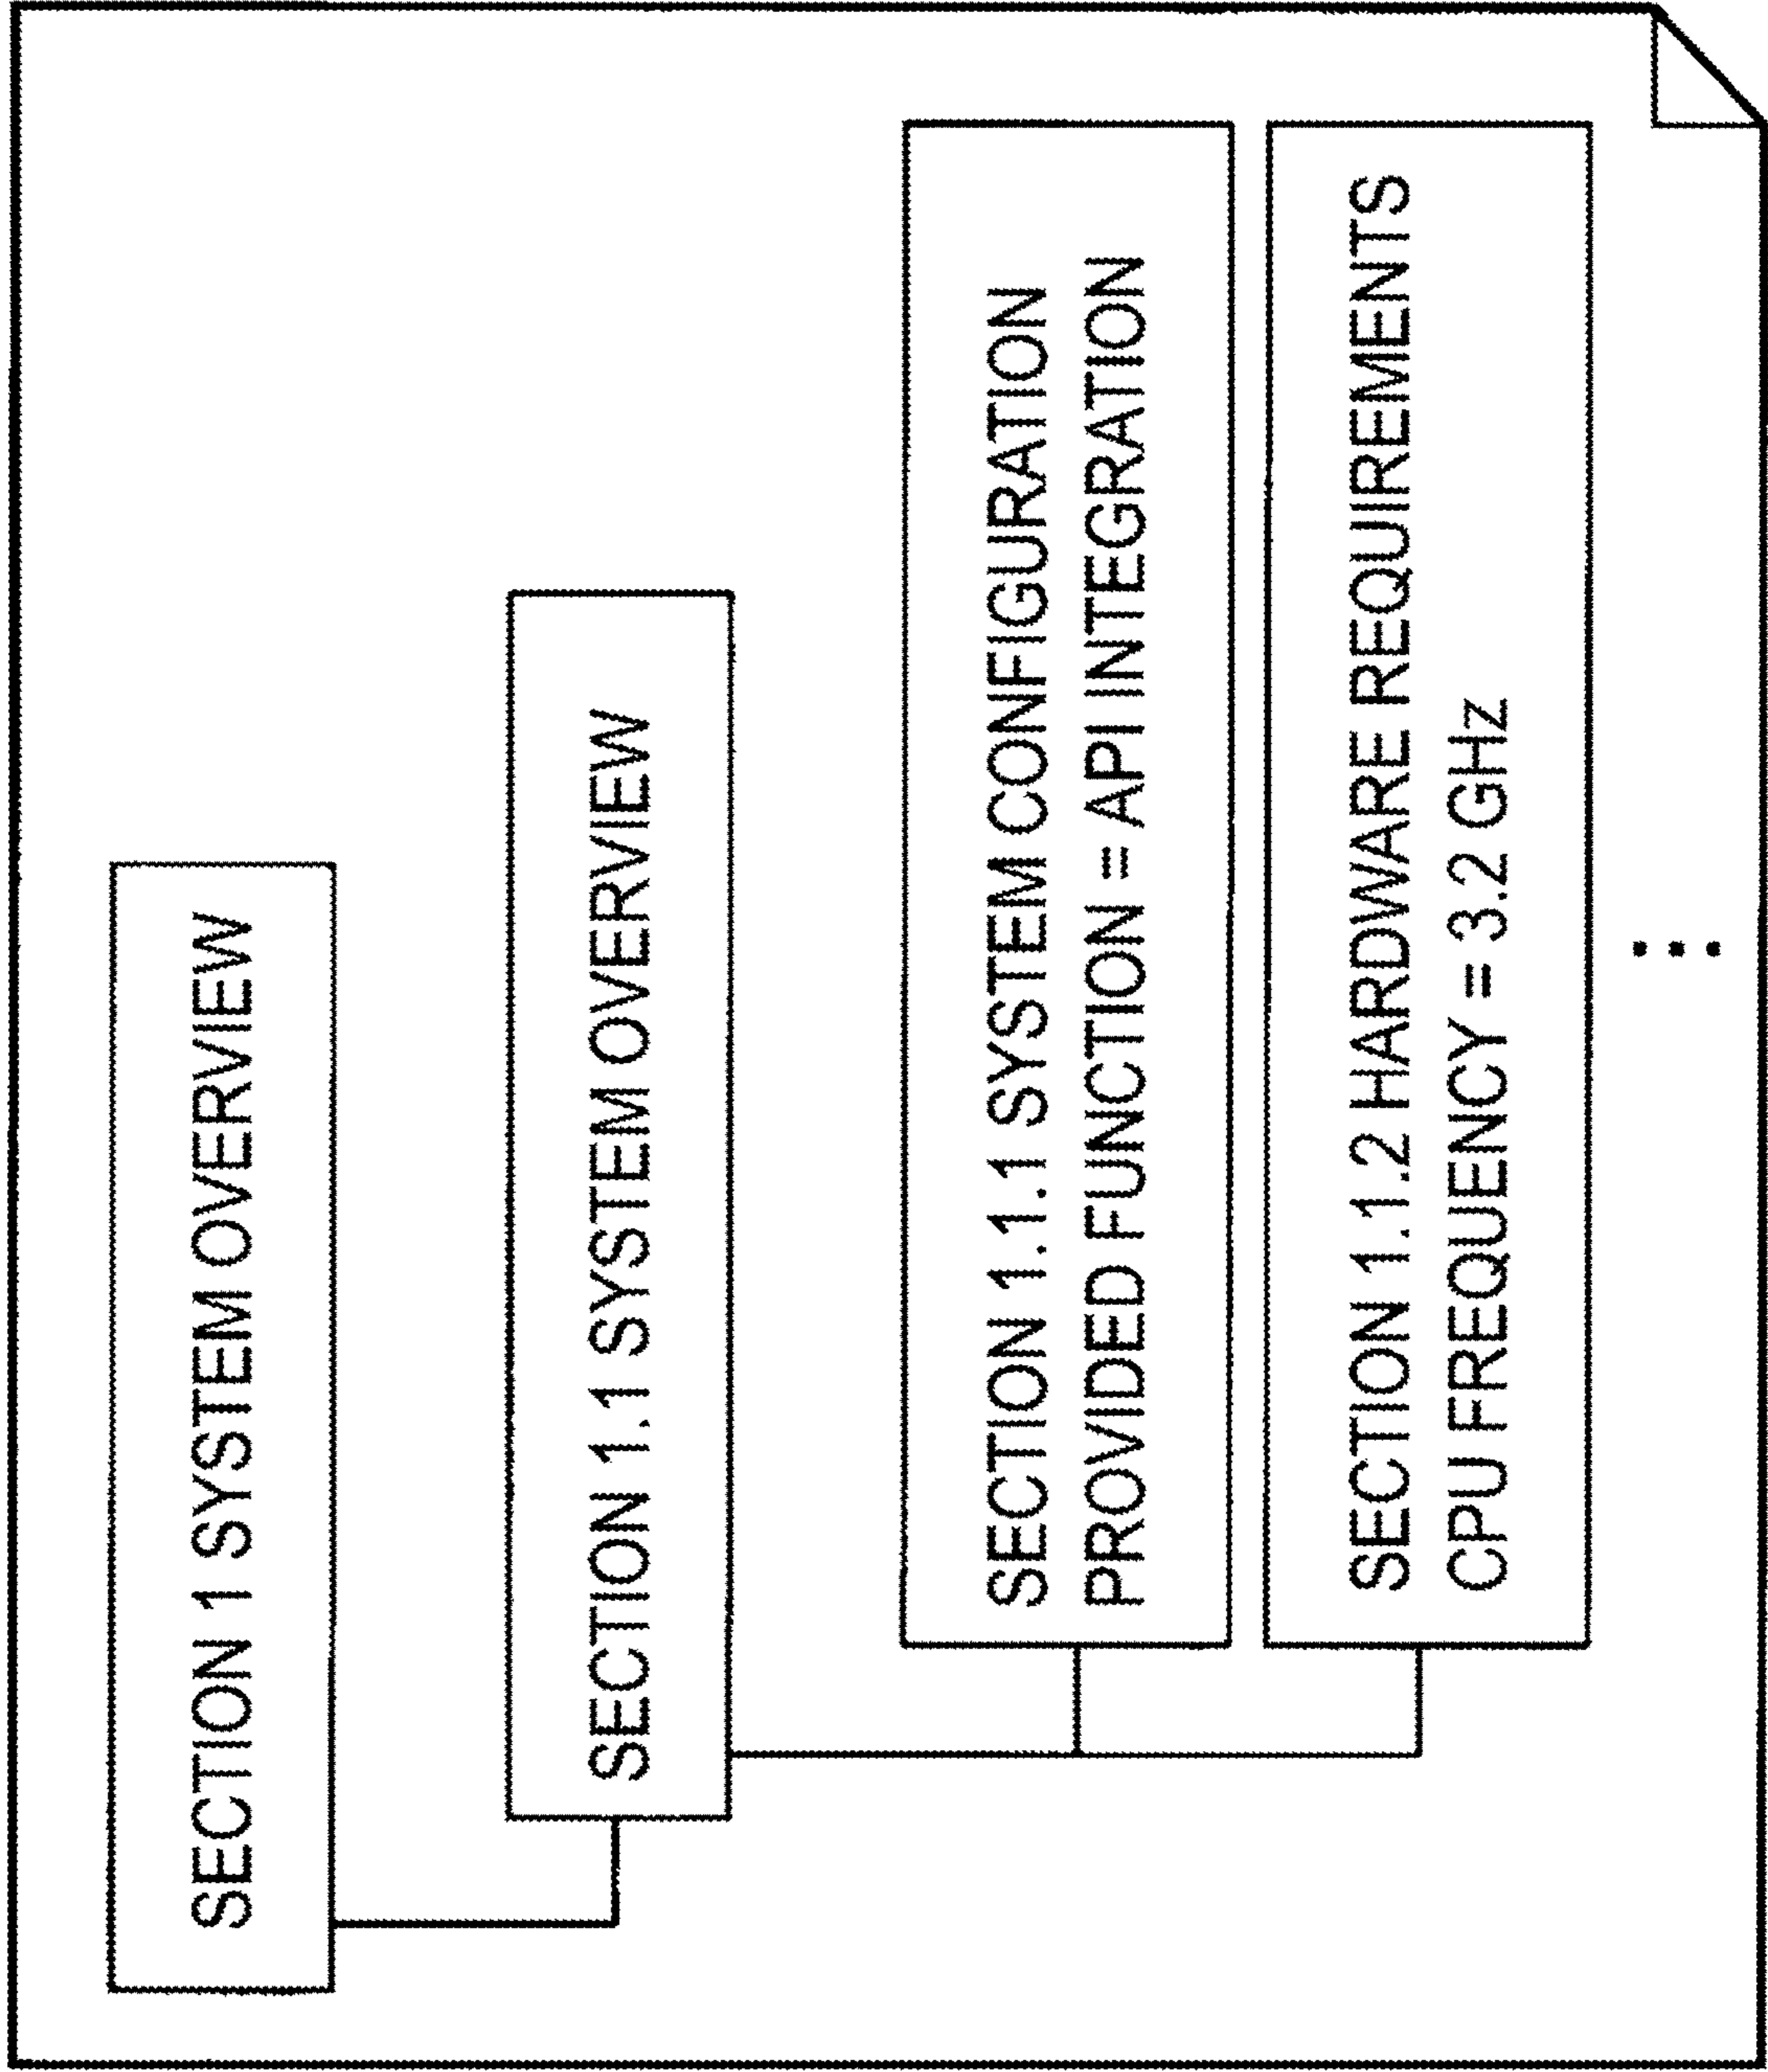 SECTION 1 SYSTEM OVERVIEW
SECTION 1.1 SYSTEM OVERVIEW
SECTION 1.1.1 SYSTEM CONFIGURATION
PROVIDED FUNCTION = API INTEGRATION
SECTION 1.1.2 HARDWARE REQUIREMENTS
CPU FREQUENCY = 3.2 GHz